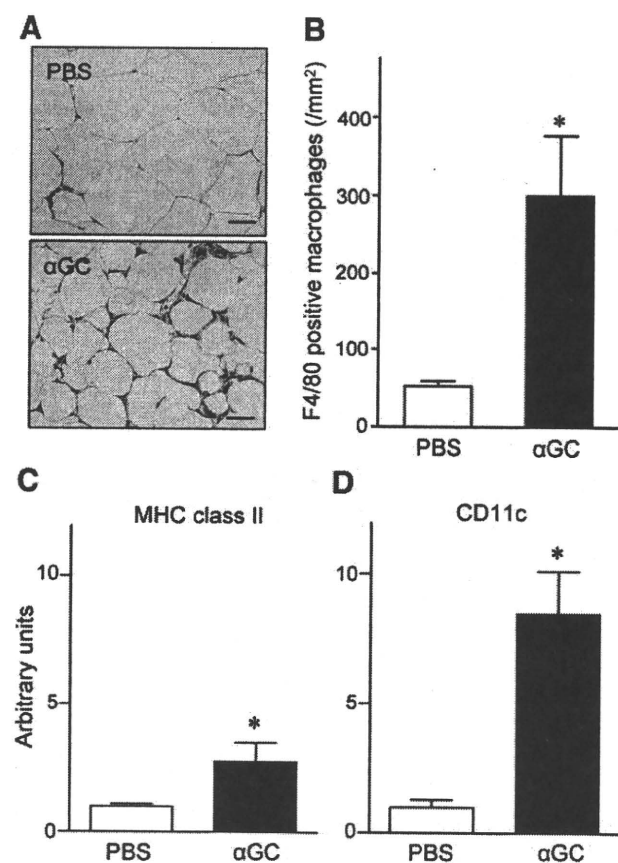 A
PBS
αGC
B
F4/80 positive macrophages (/mm²)
400
300
200
100
50
0
*
PBS
αGC
C
MHC class II
Arbitrary units
10
5
0
*
PBS
αGC
D
CD11c
10
5
0
*
PBS
αGC